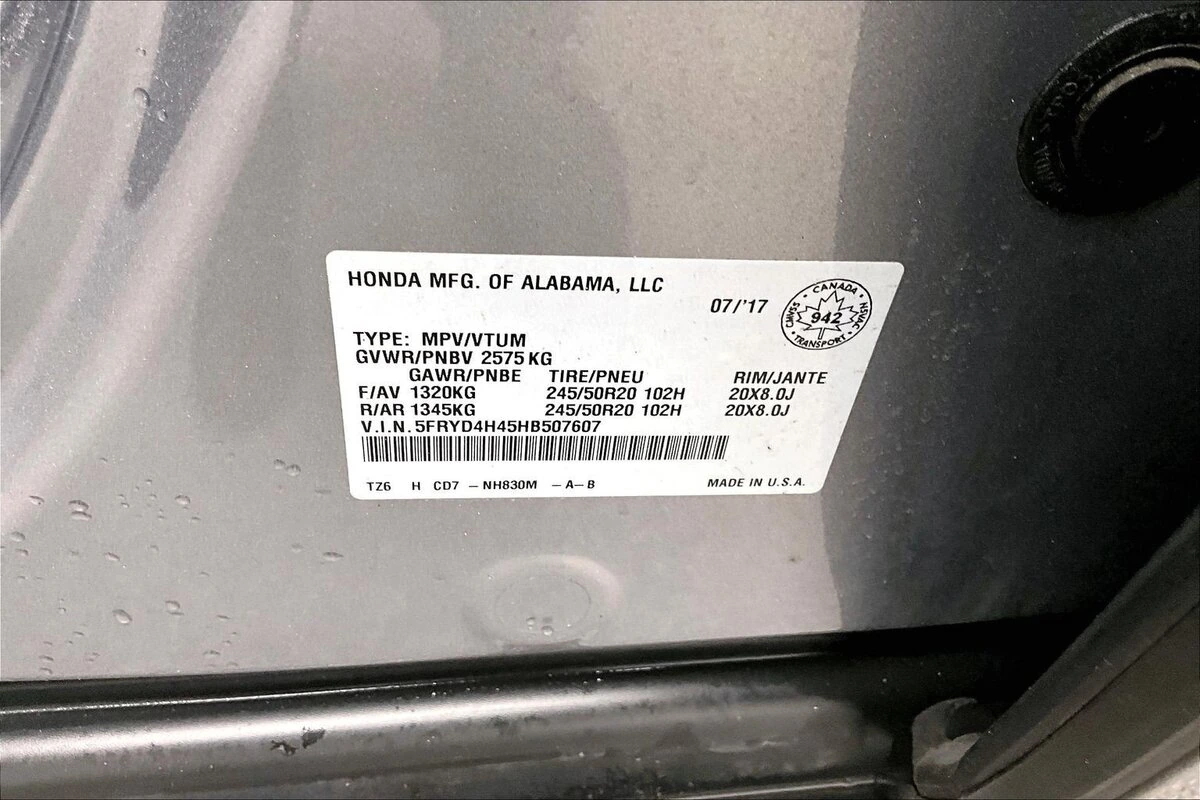 HONDA MFG. OF ALABAMA, LLC
07/'17
CANADA
CMVSS 942 NSVAC
TRANSPORT
TYPE: MPV/VTUM
GVWR/PNBV 2575 KG
GAWR/PNBE TIRE/PNEU RIM/JANTE
F/AV 1320KG 245/50R20 102H 20X8.0J
R/AR 1345KG 245/50R20 102H 20X8.0J
V.I.N. 5FRYD4H45HB507607
TZ6 H CD7 -NH830M -A-B MADE IN U.S.A.